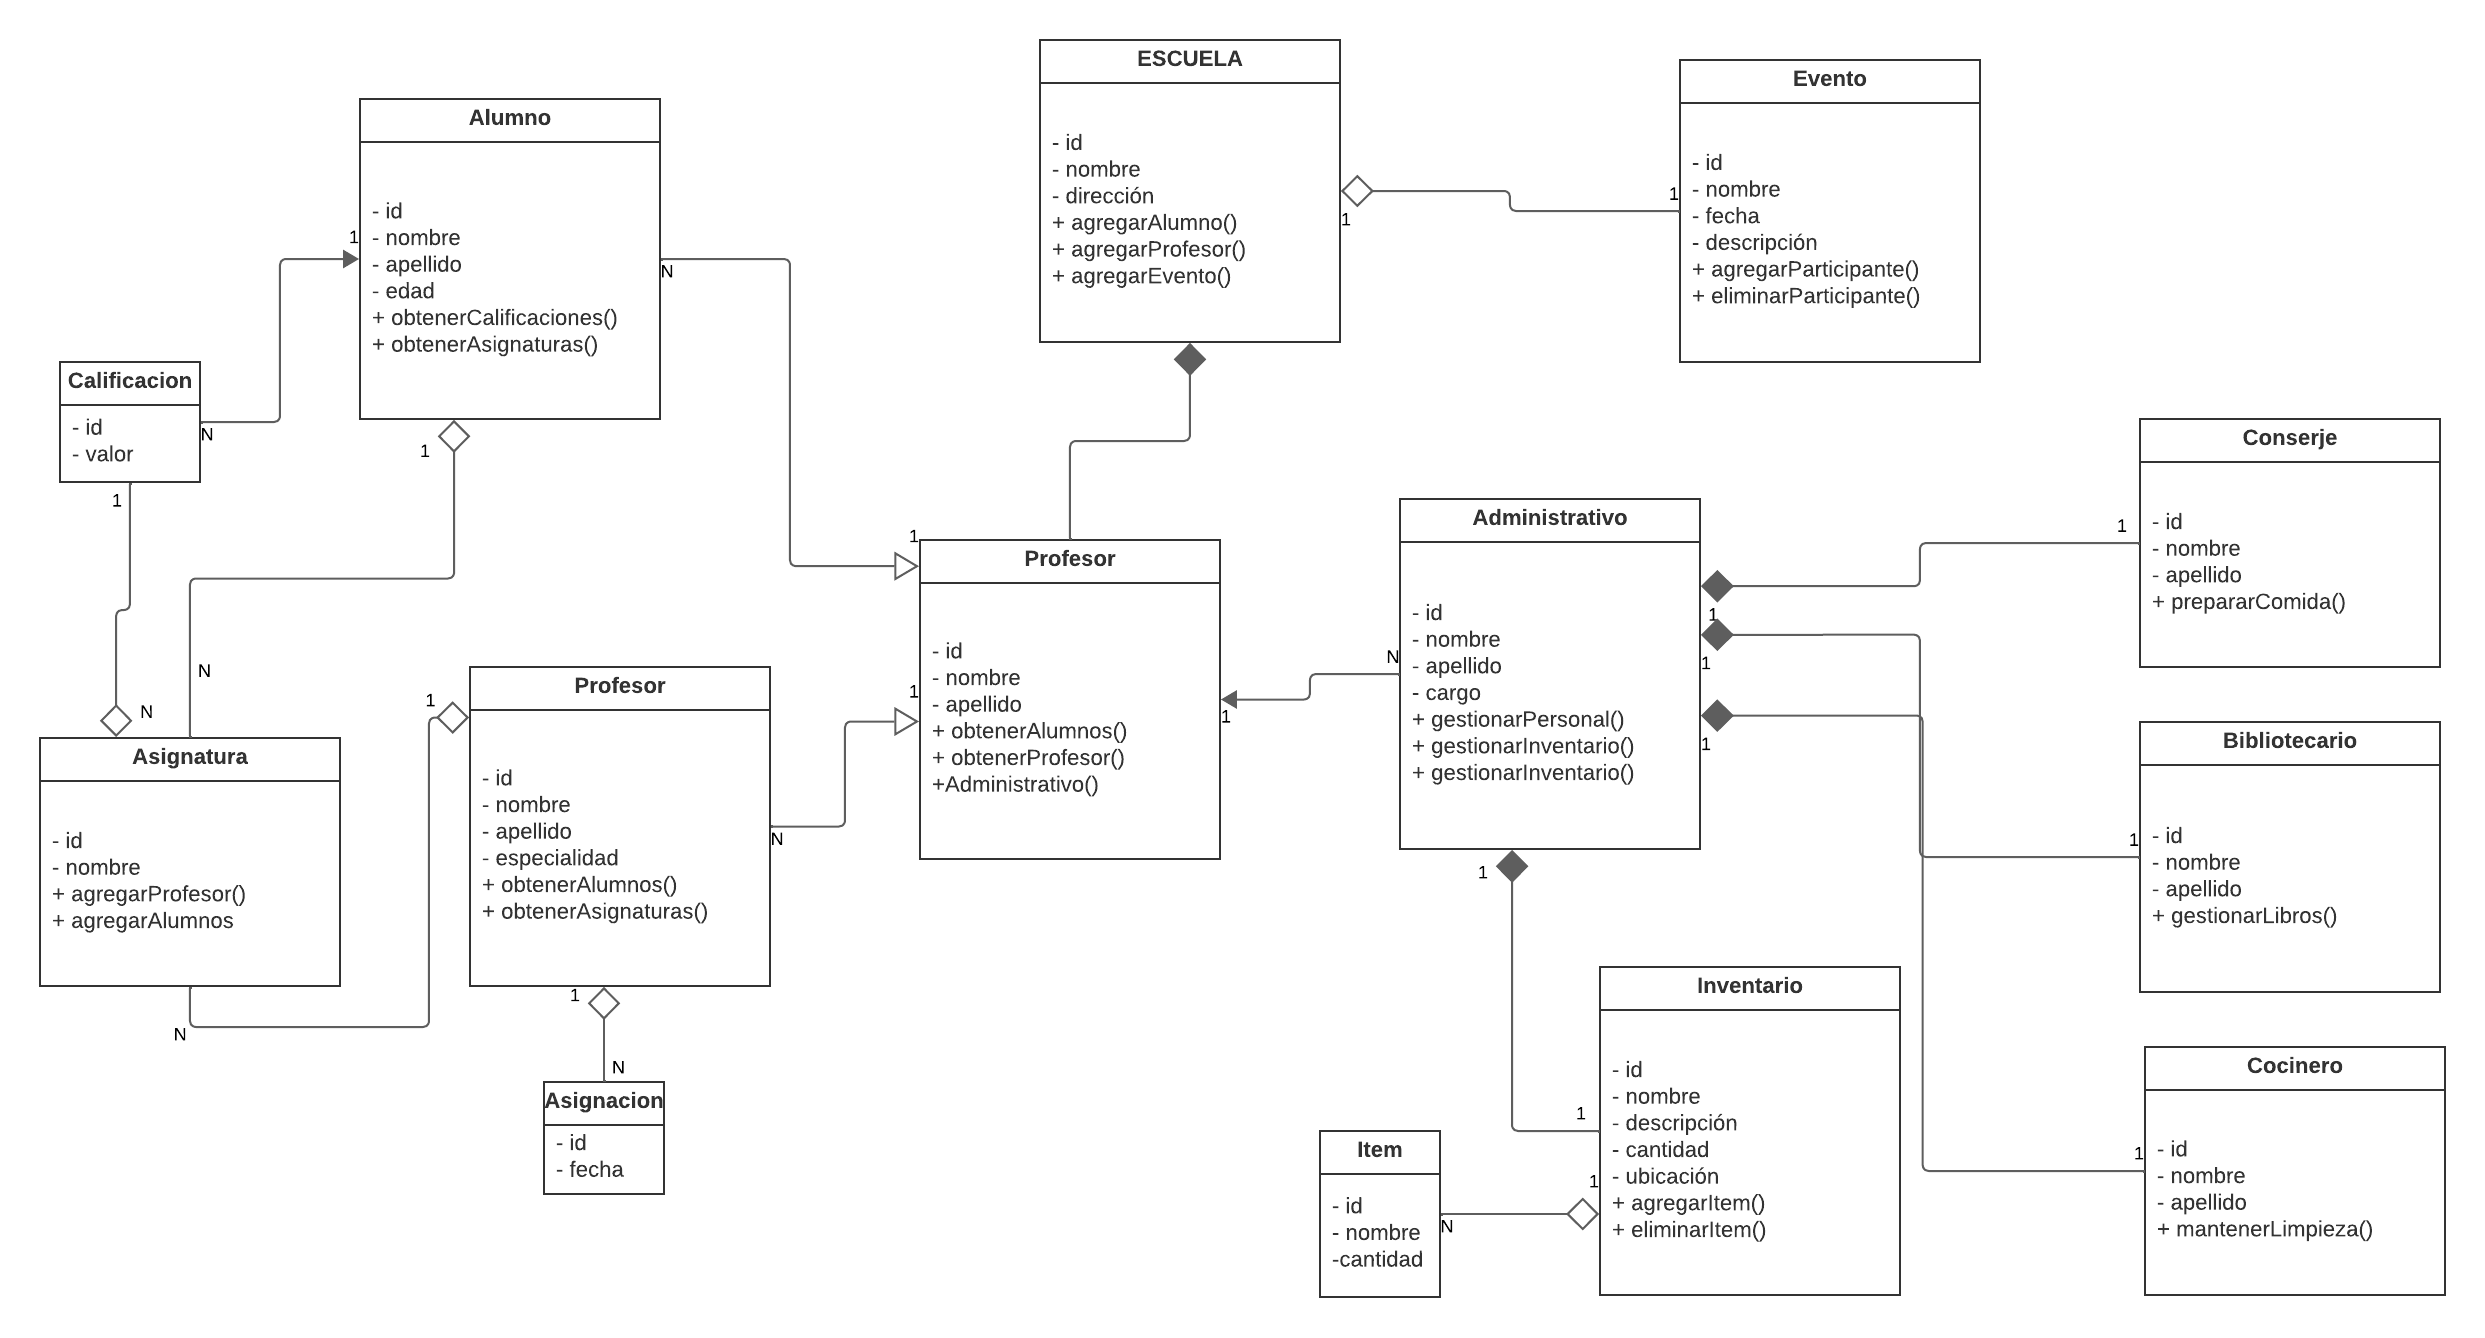 ESCUELA
- id
- nombre
- dirección
+ agregarAlumno()
+ agregarProfesor()
+ agregarEvento()
1
Evento
- id
- nombre
- fecha
- descripción
+ agregarParticipante()
+ eliminarParticipante()
1
Alumno
- id
- nombre
- apellido
- edad
+ obtenerCalificaciones()
+ obtenerAsignaturas()
1
N
1
Calificacion
- id
- valor
N
1
N
N
Asignatura
- id
- nombre
+ agregarProfesor()
+ agregarAlumnos
N
1
Profesor
- id
- nombre
- apellido
- especialidad
+ obtenerAlumnos()
+ obtenerAsignaturas()
N
1
N
Asignacion
- id
- fecha
1
1
Profesor
- id
- nombre
- apellido
+ obtenerAlumnos()
+ obtenerProfesor()
+Administrativo()
1
N
Administrativo
- id
- nombre
- apellido
- cargo
+ gestionarPersonal()
+ gestionarInventario()
+ gestionarInventario()
1
1
1
1
Conserje
- id
- nombre
- apellido
+ prepararComida()
1
Bibliotecario
- id
- nombre
- apellido
+ gestionarLibros()
1
Inventario
- id
- nombre
- descripción
- cantidad
- ubicación
+ agregarItem()
+ eliminarItem()
1
1
Item
- id
- nombre
-cantidad
N
Cocinero
- id
- nombre
- apellido
+ mantenerLimpieza()
1